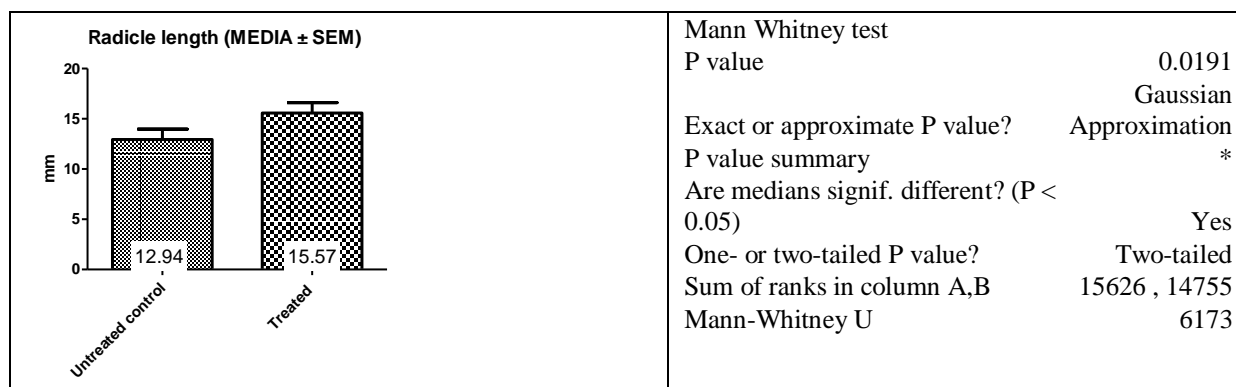 Radicle length (MEDIA ± SEM)
20
15
10
5
0
mm
12.94
15.57
Untreated control
Treated
Mann Whitney test
P value 0.0191
Gaussian
Exact or approximate P value? Approximation
P value summary *
Are medians signif. different? (P <
0.05) Yes
One- or two-tailed P value? Two-tailed
Sum of ranks in column A,B 15626 , 14755
Mann-Whitney U 6173